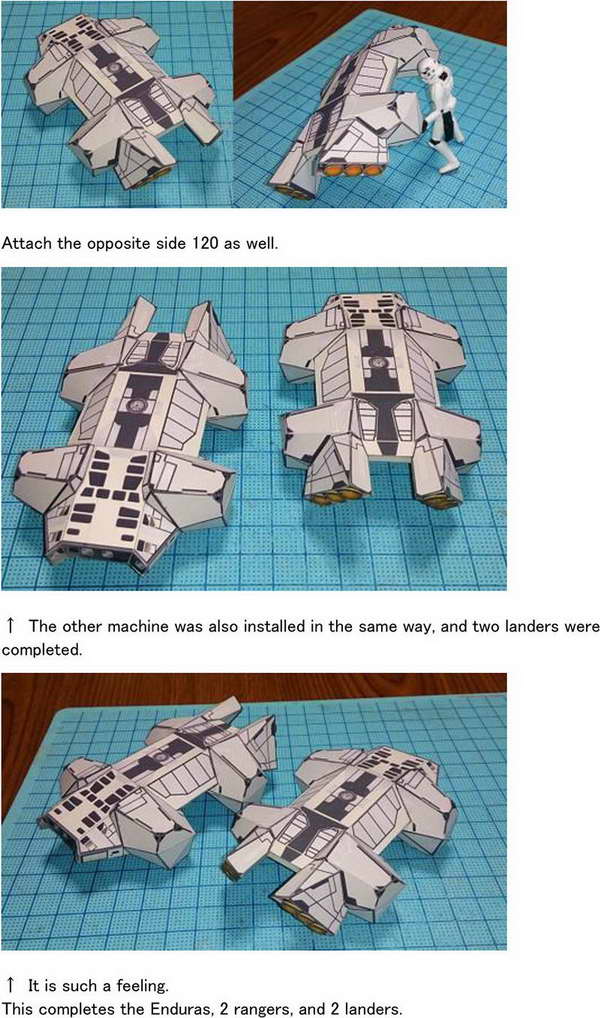 Attach the opposite side 120 as well.
↑ The other machine was also installed in the same way, and two landers were
completed.
↑ It is such a feeling.
This completes the Enduras, 2 rangers, and 2 landers.